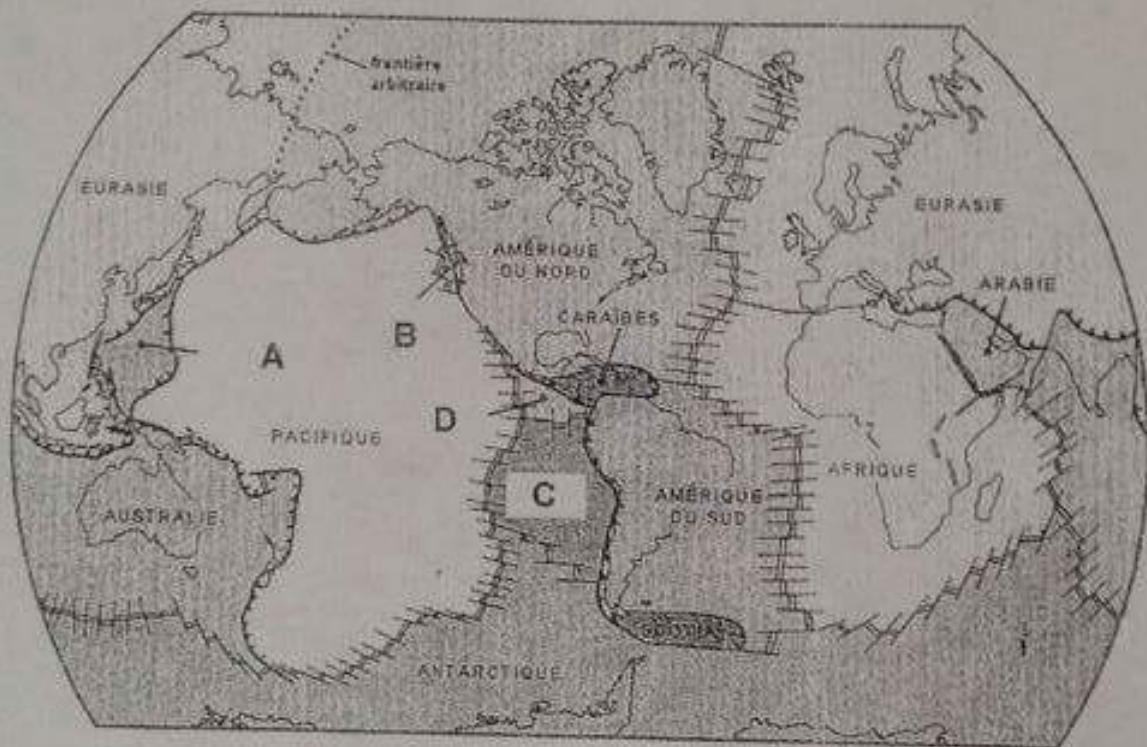 frontière
arbitraire
EURASIE
AMÉRIQUE
DU NORD
EURASIE
ARABIE
CARAÏBES
A
B
PACIFIQUE
D
C
AUSTRALIE
AMÉRIQUE
DU SUD
AFRIQUE
ANTARCTIQUE